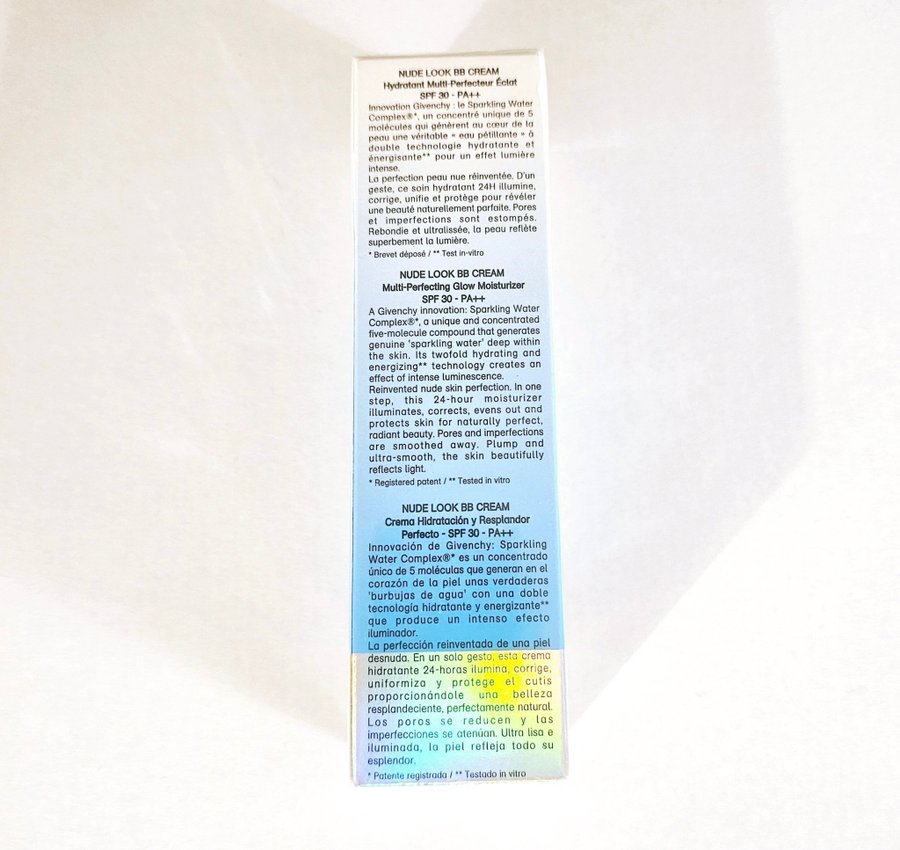 NUDE LOOK BB CREAM
Hydratant Multi-Perfecteur Éclat
SPF 30 - PA++
Innovation Givenchy : le Sparkling Water
Complex®*, un concentré unique de 5
molécules qui génèrent au cœur de la
peau une véritable « eau pétillante » à
double technologie hydratante et
énergisante** pour un effet lumière
intense.
La perfection peau nue réinventée. D'un
geste, ce soin hydratant 24H illumine,
corrige, unifie et protège pour révéler
une beauté naturellement parfaite. Pores
et imperfections sont estompés.
Rebondie et ultralissée, la peau reflète
superbement la lumière.
* Brevet déposé / ** Test in-vitro
NUDE LOOK BB CREAM
Multi-Perfecting Glow Moisturizer
SPF 30 - PA++
A Givenchy innovation: Sparkling Water
Complex®*, a unique and concentrated
five-molecule compound that generates
genuine 'sparkling water' deep within
the skin. Its twofold hydrating and
energizing** technology creates an
effect of intense luminescence.
Reinvented nude skin perfection. In one
step, this 24-hour moisturizer
illuminates, corrects, evens out and
protects skin for naturally perfect,
radiant beauty. Pores and imperfections
are smoothed away. Plump and
ultra-smooth, the skin beautifully
reflects light.
* Registered patent / ** Tested in vitro
NUDE LOOK BB CREAM
Crema Hidratación y Resplandor
Perfecto - SPF 30 - PA++
Innovación de Givenchy: Sparkling
Water Complex®* es un concentrado
único de 5 moléculas que generan en el
corazón de la piel unas verdaderas
'burbujas de agua' con una doble
tecnología hidratante y energizante**
que produce un intenso efecto
iluminador.
La perfección reinventada de una piel
desnuda. En un solo gesto, esta crema
hidratante 24-horas ilumina, corrige,
uniformiza y protege el cutis
proporcionándole una belleza
resplandeciente, perfectamente natural.
Los poros se reducen y las
imperfecciones se atenúan. Ultra lisa e
iluminada, la piel refleja todo su
esplendor.
* Patente registrada / ** Testado in vitro